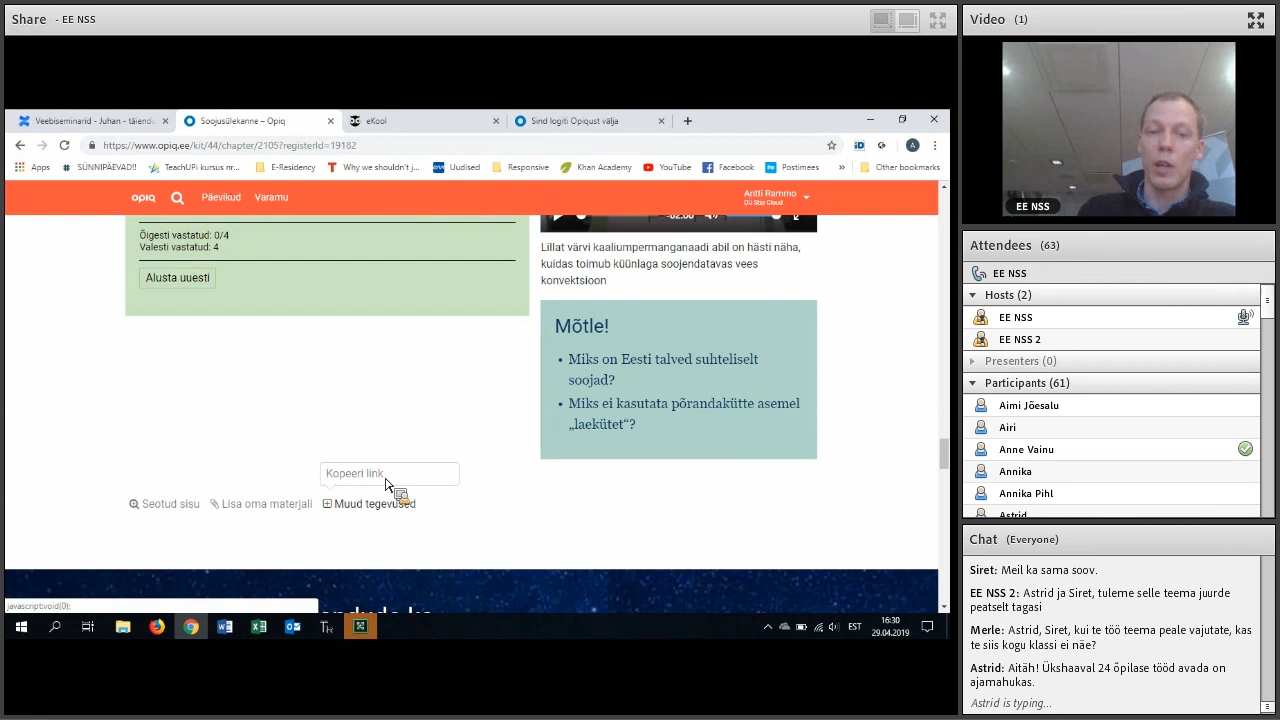 Share - EE NSS
Video (1)
EE NSS
Veebiseminarid - Juhan - täiendu
Soojusülekanne – Opiq
eKool
Sind logiti Opiqust välja
https://www.opiq.ee/kit/44/chapter/2105?registerId=19182
Apps
SÜNNIPÄEVAD!!
TeachUPi kursus nr...
E-Residency
Why we shouldn't j...
Uudised
Responsive
Khan Academy
YouTube
Facebook
Postimees
»
Other bookmarks
opiq
Päevikud
Varamu
Antti Rammo
OÜ Star Cloud
Õigesti vastatud: 0/4
Valesti vastatud: 4
Alusta uuesti
-02:00
Lillat värvi kaaliumpermanganaadi abil on hästi näha,
kuidas toimub küünlaga soojendatavas vees
konvektsioon
Mõtle!
• Miks on Eesti talved suhteliselt
soojad?
• Miks ei kasutata põrandakütte asemel
„laekütet“?
Kopeeri link
Seotud sisu
Lisa oma materjali
Muud tegevused
javascript:void(0);
EST
16:30
29.04.2019
Attendees (63)
EE NSS
Hosts (2)
EE NSS
EE NSS 2
Presenters (0)
Participants (61)
Aimi Jõesalu
Airi
Anne Vainu
Annika
Annika Pihl
Astrid
Chat (Everyone)
Siret: Meil ka sama soov.
EE NSS 2: Astrid ja Siret, tuleme selle teema juurde
peatselt tagasi
Merle: Astrid, Siret, kui te töö teema peale vajutate, kas
te siis kogu klassi ei näe?
Astrid: Aitäh! Ükshaaval 24 õpilase tööd avada on
ajamahukas.
Astrid is typing...